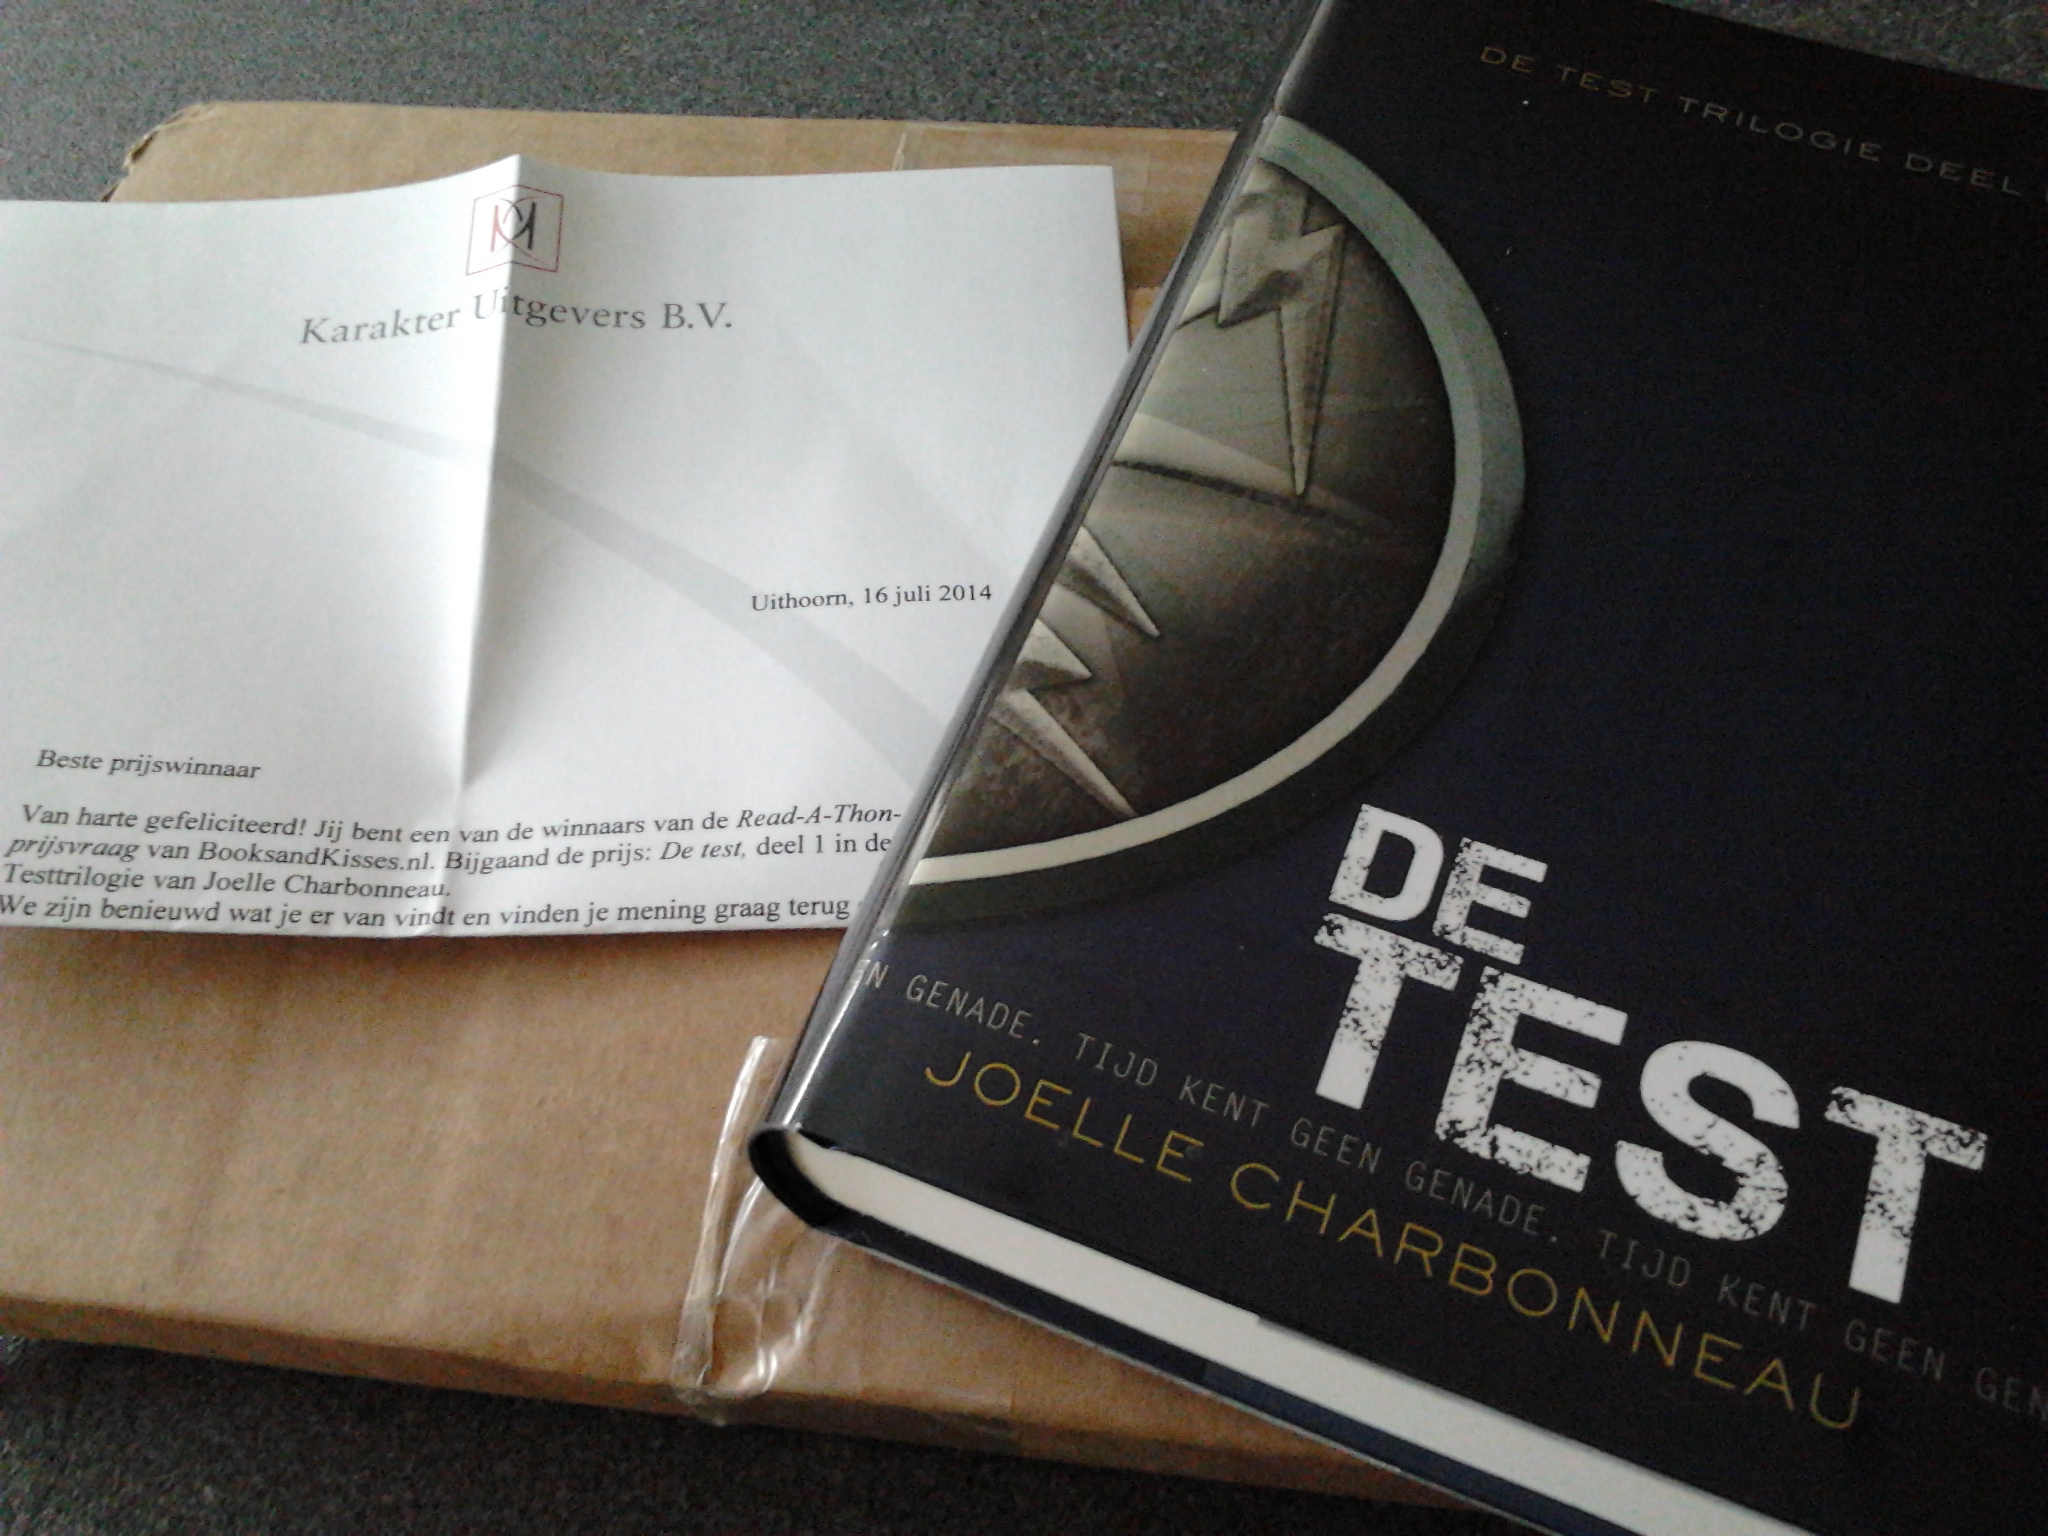 Karakter Uitgevers B.V.
Uithoorn, 16 juli 2014
Beste prijswinnaar
Van harte gefeliciteerd! Jij bent een van de winnaars van de Read-A-Thon-
prijsvraag van BooksandKisses.nl. Bijgaand de prijs: De test, deel 1 in de
Testtrilogie van Joelle Charbonneau.
We zijn benieuwd wat je er van vindt en vinden je mening graag terug
DE TEST TRILOGIE DEEL
DE
TEST
EN GENADE. TIJD KENT GEEN GENADE. TIJD KENT GEEN GEN
JOELLE CHARBONNEAU